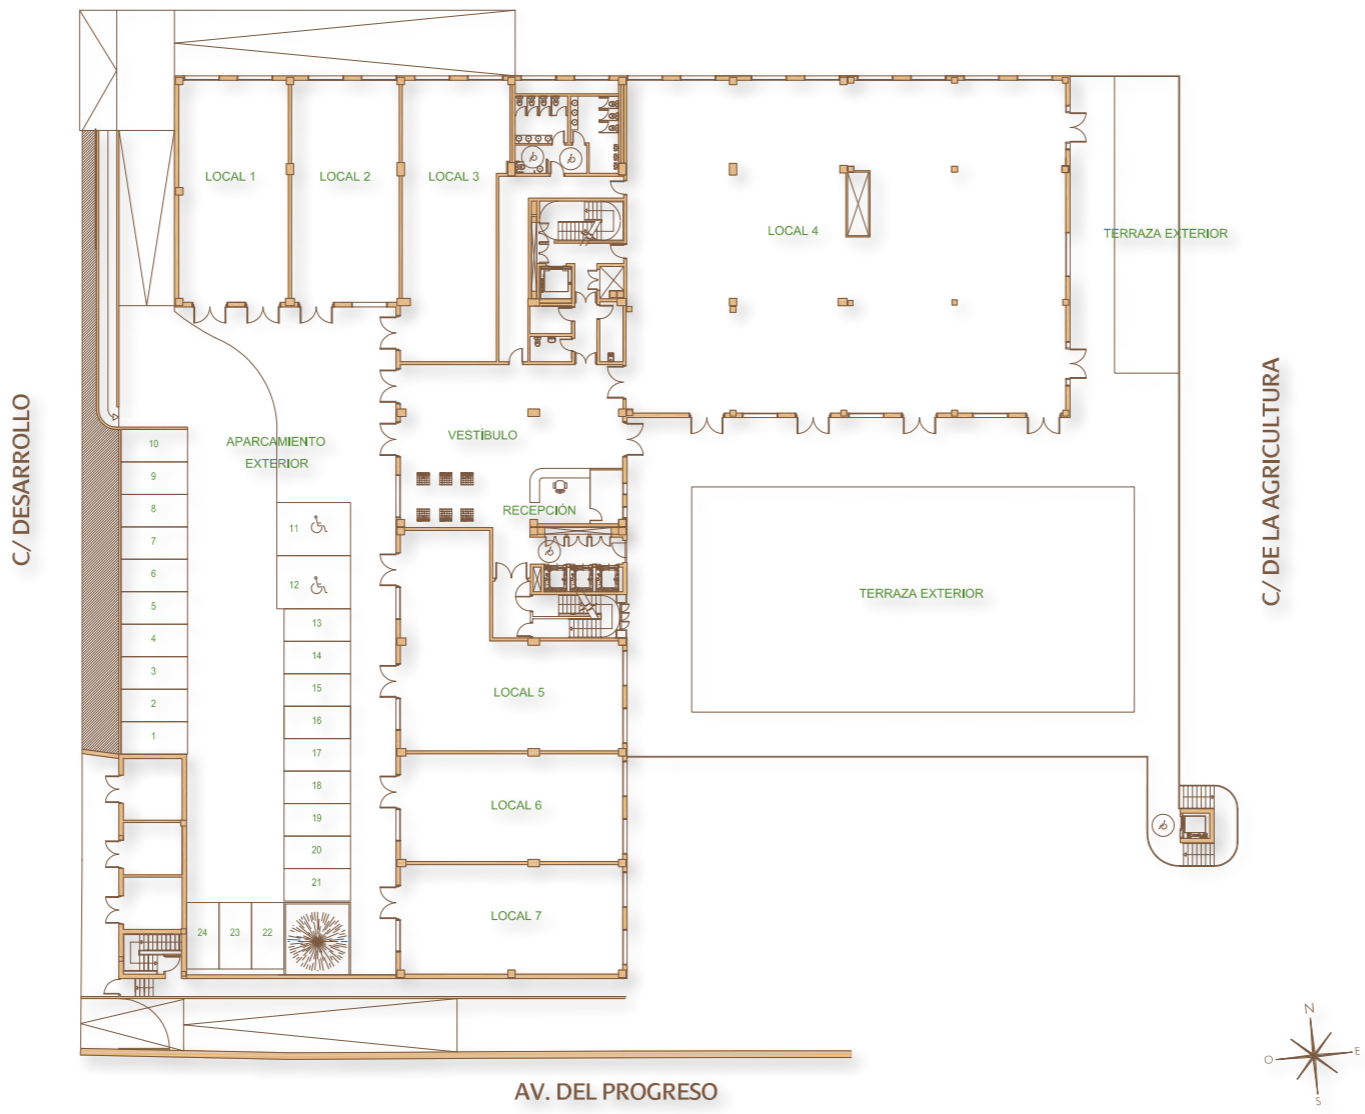 LOCAL 1
LOCAL 2
LOCAL 3
LOCAL 4
TERRAZA EXTERIOR
C/ DESARROLLO
APARCAMIENTO
EXTERIOR
VESTÍBULO
RECEPCIÓN
C/ DE LA AGRICULTURA
TERRAZA EXTERIOR
10
9
8
7
6
5
4
3
2
1
11
12
13
14
15
16
17
18
19
20
21
24
23
22
LOCAL 5
LOCAL 6
LOCAL 7
AV. DEL PROGRESO
N
O
E
S